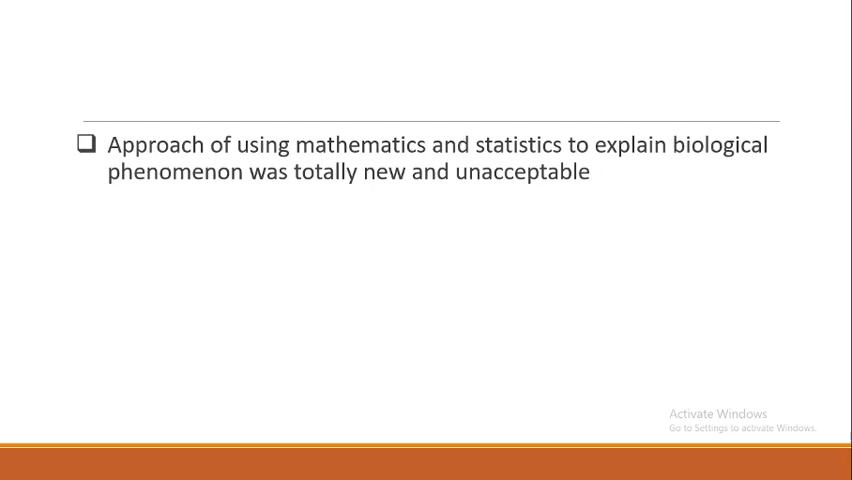 Approach of using mathematics and statistics to explain biological
phenomenon was totally new and unacceptable
Activate Windows
Go to Settings to activate Windows.